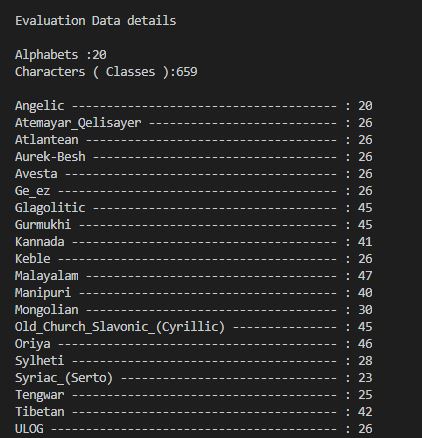 Evaluation Data details
Alphabets :20
Characters ( Classes ):659
Angelic -------------------------------------- : 20
Atemayar_Qelisayer --------------------------- : 26
Atlantean ------------------------------------ : 26
Aurek-Besh ----------------------------------- : 26
Avesta --------------------------------------- : 26
Ge_ez ---------------------------------------- : 26
Glagolitic ----------------------------------- : 45
Gurmukhi ------------------------------------- : 45
Kannada -------------------------------------- : 41
Keble ---------------------------------------- : 26
Malayalam ------------------------------------ : 47
Manipuri ------------------------------------- : 40
Mongolian ------------------------------------ : 30
Old_Church_Slavonic_(Cyrillic) --------------- : 45
Oriya ---------------------------------------- : 46
Sylheti -------------------------------------- : 28
Syriac_(Serto) ------------------------------- : 23
Tengwar -------------------------------------- : 25
Tibetan -------------------------------------- : 42
ULOG ----------------------------------------- : 26